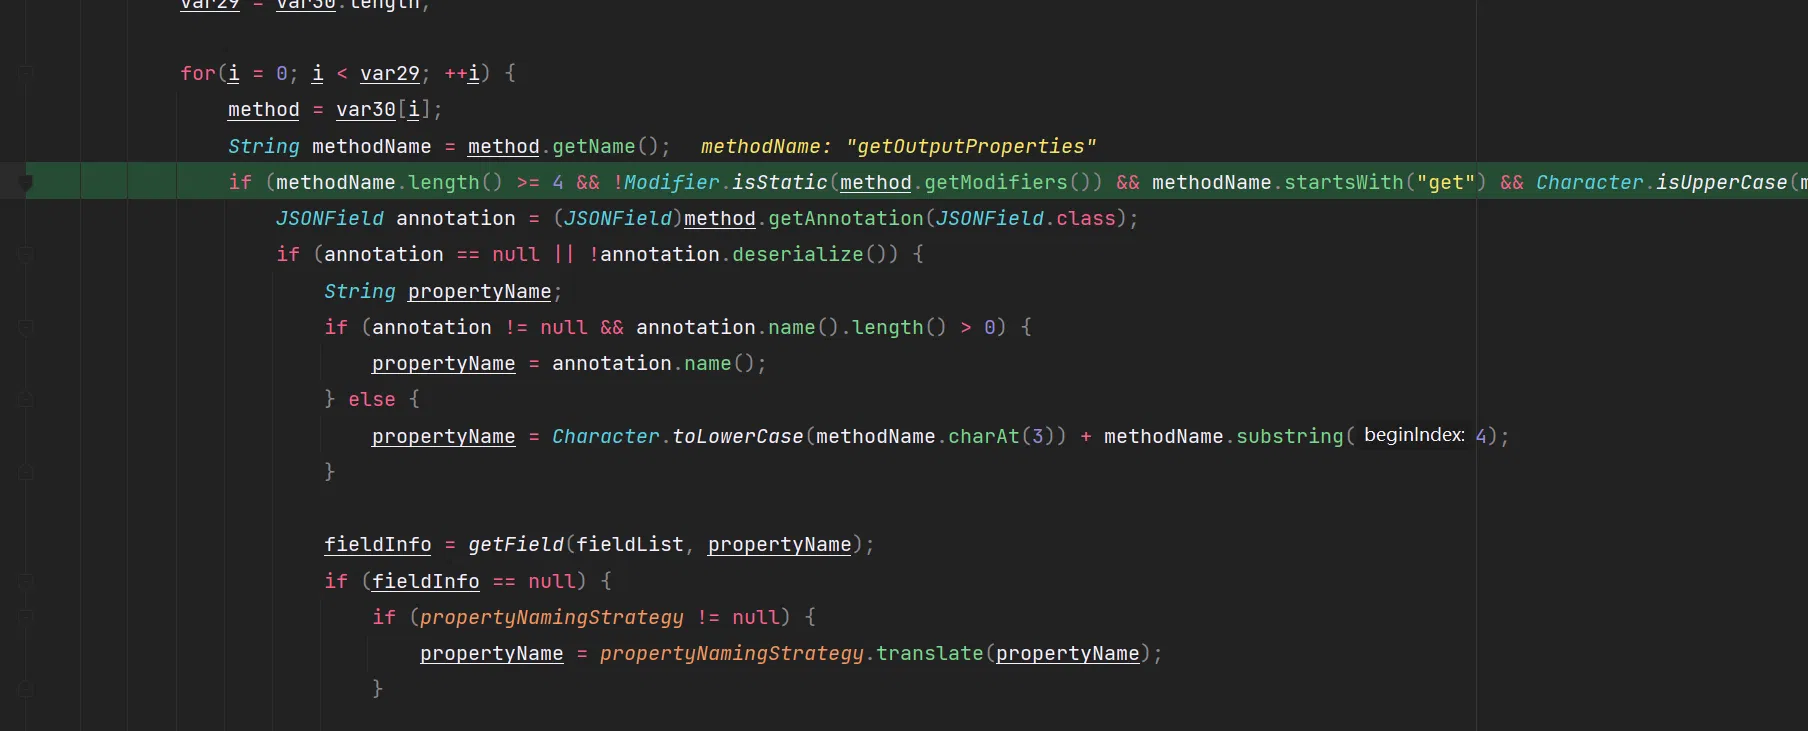 var29 = var30.length;
for(i = 0; i < var29; ++i) {
method = var30[i];
String methodName = method.getName();   methodName: "getOutputProperties"
if (methodName.length() >= 4 && !Modifier.isStatic(method.getModifiers()) && methodName.startsWith("get") && Character.isUpperCase(m
JSONField annotation = (JSONField)method.getAnnotation(JSONField.class);
if (annotation == null || !annotation.deserialize()) {
String propertyName;
if (annotation != null && annotation.name().length() > 0) {
propertyName = annotation.name();
} else {
propertyName = Character.toLowerCase(methodName.charAt(3)) + methodName.substring( beginIndex: 4);
}
fieldInfo = getField(fieldList, propertyName);
if (fieldInfo == null) {
if (propertyNamingStrategy != null) {
propertyName = propertyNamingStrategy.translate(propertyName);
}